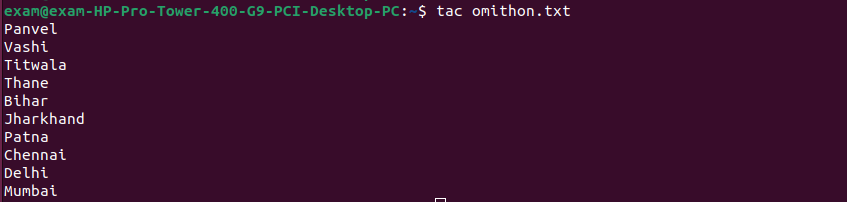 exam@exam-HP-Pro-Tower-400-G9-PCI-Desktop-PC:~$ tac omithon.txt
Panvel
Vashi
Titwala
Thane
Bihar
Jharkhand
Patna
Chennai
Delhi
Mumbai